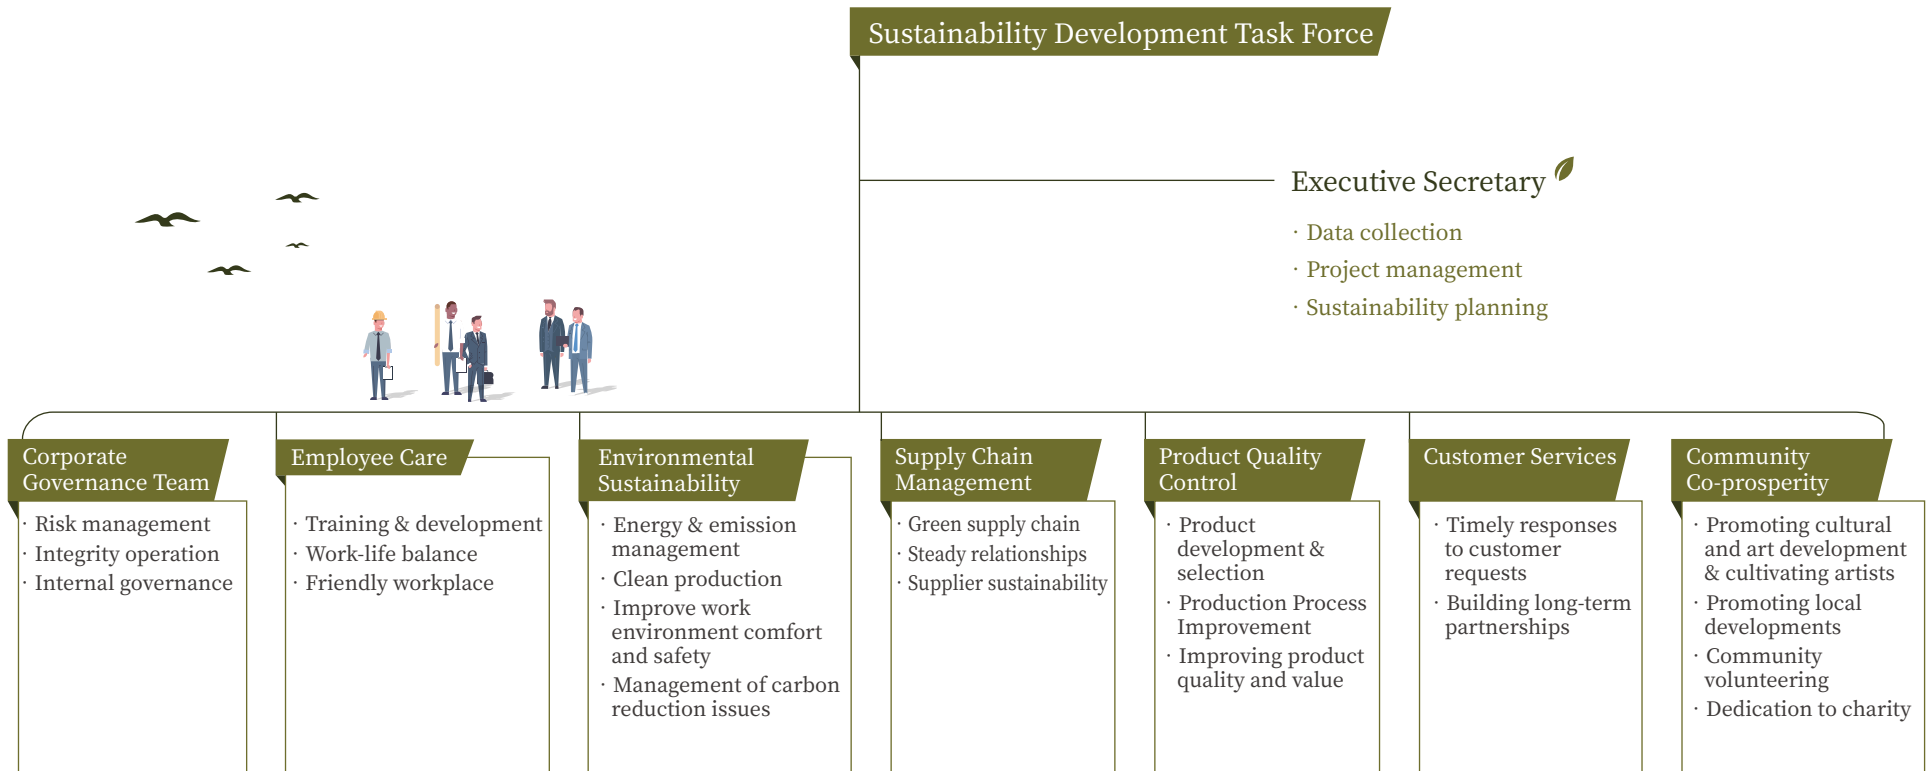 Sustainability Development Task Force
Executive Secretary
· Data collection
· Project management
· Sustainability planning
Corporate
Governance Team
· Risk management
· Integrity operation
· Internal governance
Employee Care
· Training & development
· Work-life balance
· Friendly workplace
Environmental
Sustainability
· Energy & emission
management
· Clean production
· Improve work
environment comfort
and safety
· Management of carbon
reduction issues
Supply Chain
Management
· Green supply chain
· Steady relationships
· Supplier sustainability
Product Quality
Control
· Product
development &
selection
· Production Process
Improvement
· Improving product
quality and value
Customer Services
· Timely responses
to customer
requests
· Building long-term
partnerships
Community
Co-prosperity
· Promoting cultural
and art development
& cultivating artists
· Promoting local
developments
· Community
volunteering
· Dedication to charity